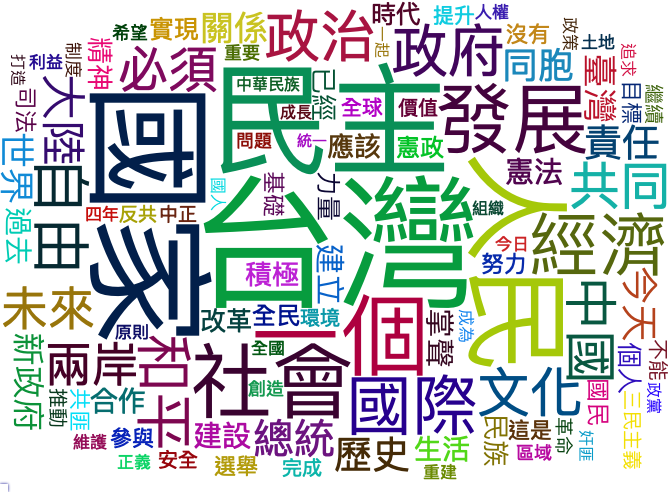 希望
實現
關係
政治
時代
提升
人權
沒有
政策
土地
打造
利益
制度
精神
必須
重要
一起
政府
同胞
臺灣
追求
目標
繼續
司法
大陸
中華民族
已經
民主
成長
全球
價值
發展
責任
世界
國家
問題
統一
應該
憲政
憲法
共同
自由
國人
基礎
力量
台灣
組織
人民
經濟
過去
四年
反共
中正
積極
建立
今日
努力
未來
原則
改革
全民
環境
一個
掌聲
成為
中國
今天
新政府
兩岸
和平
全國
社會
國際
文化
個人
不能
推動
共匪
合作
創造
國民
政黨
三民主義
維護
參與
建設
總統
歷史
生活
民族
這是
革命
奸匪
正義
安全
選舉
完成
重建
區域